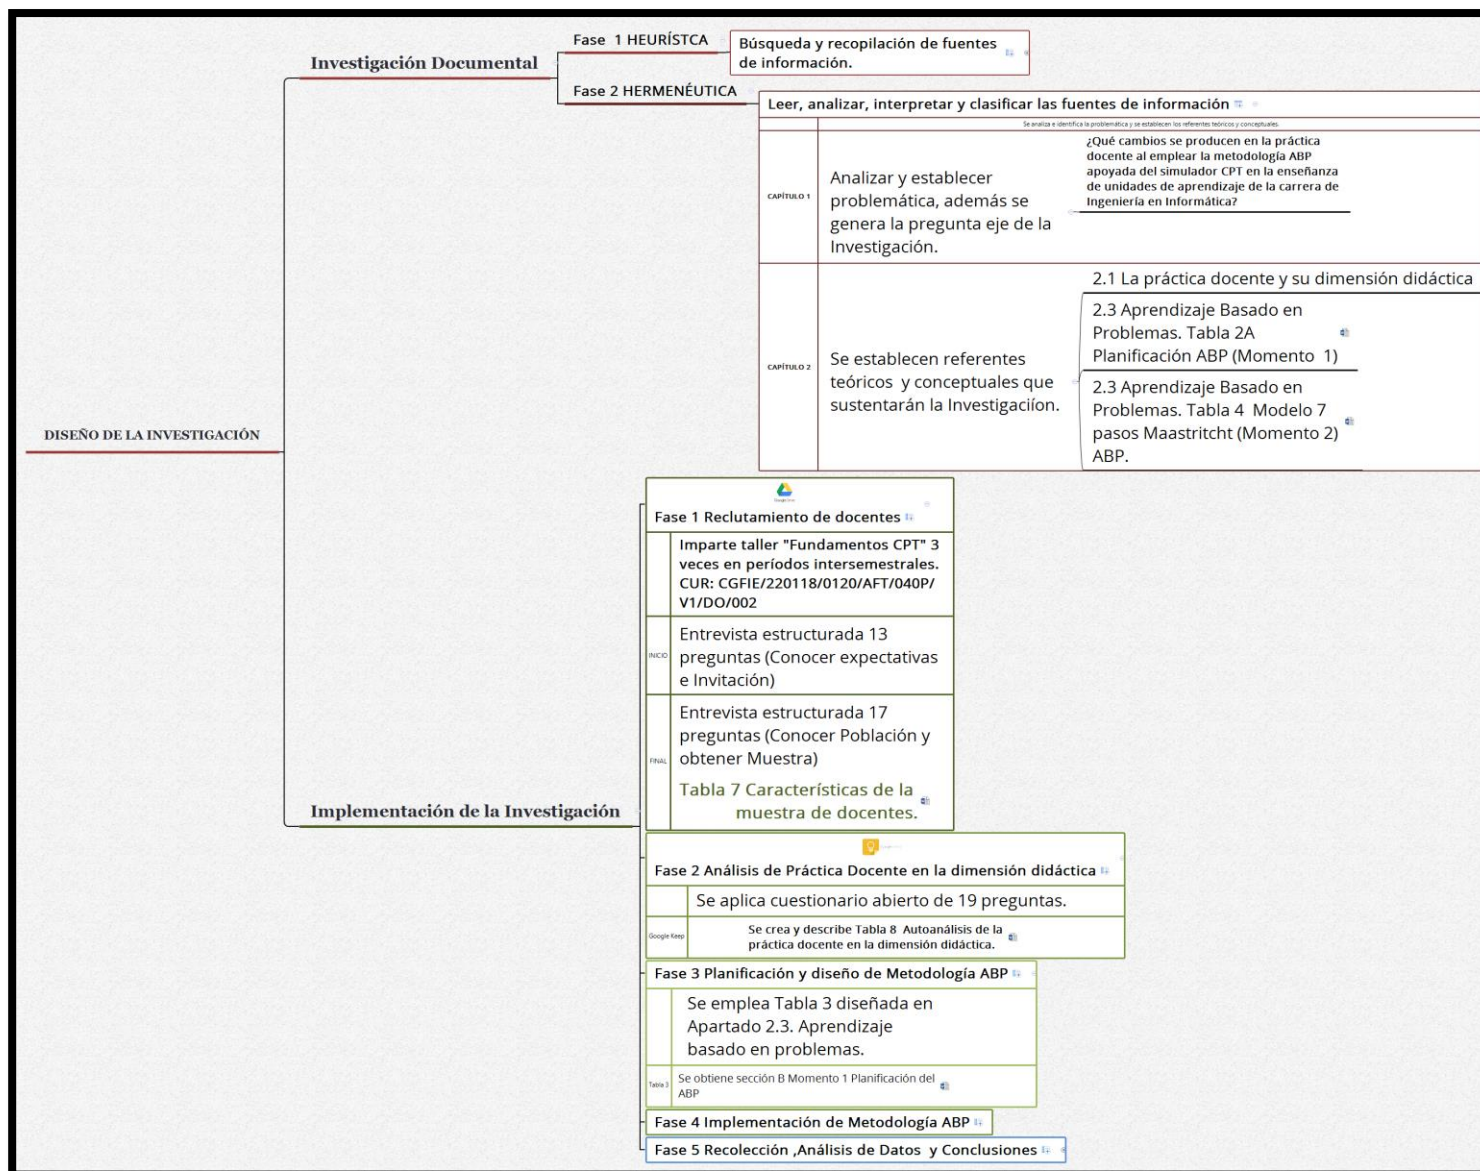 DISEÑO DE LA INVESTIGACIÓN
Investigación Documental
Fase 1 HEURÍSTCA
Búsqueda y recopilación de fuentes
de información.
Fase 2 HERMENÉUTICA
Leer, analizar, interpretar y clasificar las fuentes de información
Se analiza e identifica la problemática y se establecen los referentes teóricos y conceptuales.
CAPÍTULO 1
Analizar y establecer
problemática, además se
genera la pregunta eje de la
Investigación.
¿Qué cambios se producen en la práctica
docente al emplear la metodología ABP
apoyada del simulador CPT en la enseñanza
de unidades de aprendizaje de la carrera de
Ingeniería en Informática?
CAPÍTULO 2
Se establecen referentes
teóricos y conceptuales que
sustentarán la Investigaciíon.
2.1 La práctica docente y su dimensión didáctica
2.3 Aprendizaje Basado en
Problemas. Tabla 2A
Planificación ABP (Momento 1)
2.3 Aprendizaje Basado en
Problemas. Tabla 4 Modelo 7
pasos Maastritcht (Momento 2)
ABP.
Implementación de la Investigación
Fase 1 Reclutamiento de docentes
Imparte taller "Fundamentos CPT" 3
veces en períodos intersemestrales.
CUR: CGFIE/220118/0120/AFT/040P/
V1/DO/002
INICIO
Entrevista estructurada 13
preguntas (Conocer expectativas
e Invitación)
FINAL
Entrevista estructurada 17
preguntas (Conocer Población y
obtener Muestra)
Tabla 7 Características de la
muestra de docentes.
Fase 2 Análisis de Práctica Docente en la dimensión didáctica
Se aplica cuestionario abierto de 19 preguntas.
Google Keep
Se crea y describe Tabla 8 Autoanálisis de la
práctica docente en la dimensión didáctica.
Fase 3 Planificación y diseño de Metodología ABP
Se emplea Tabla 3 diseñada en
Apartado 2.3. Aprendizaje
basado en problemas.
Tabla 3
Se obtiene sección B Momento 1 Planificación del
ABP
Fase 4 Implementación de Metodología ABP
Fase 5 Recolección ,Análisis de Datos y Conclusiones